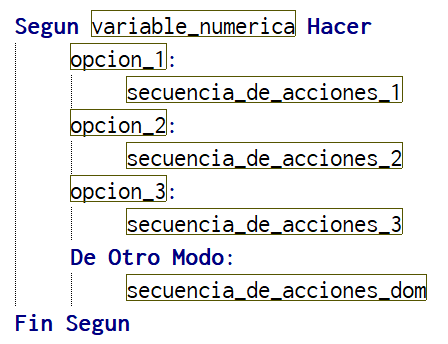 Segun variable_numerica Hacer
opcion_1:
secuencia_de_acciones_1
opcion_2:
secuencia_de_acciones_2
opcion_3:
secuencia_de_acciones_3
De Otro Modo:
secuencia_de_acciones_dom
Fin Segun